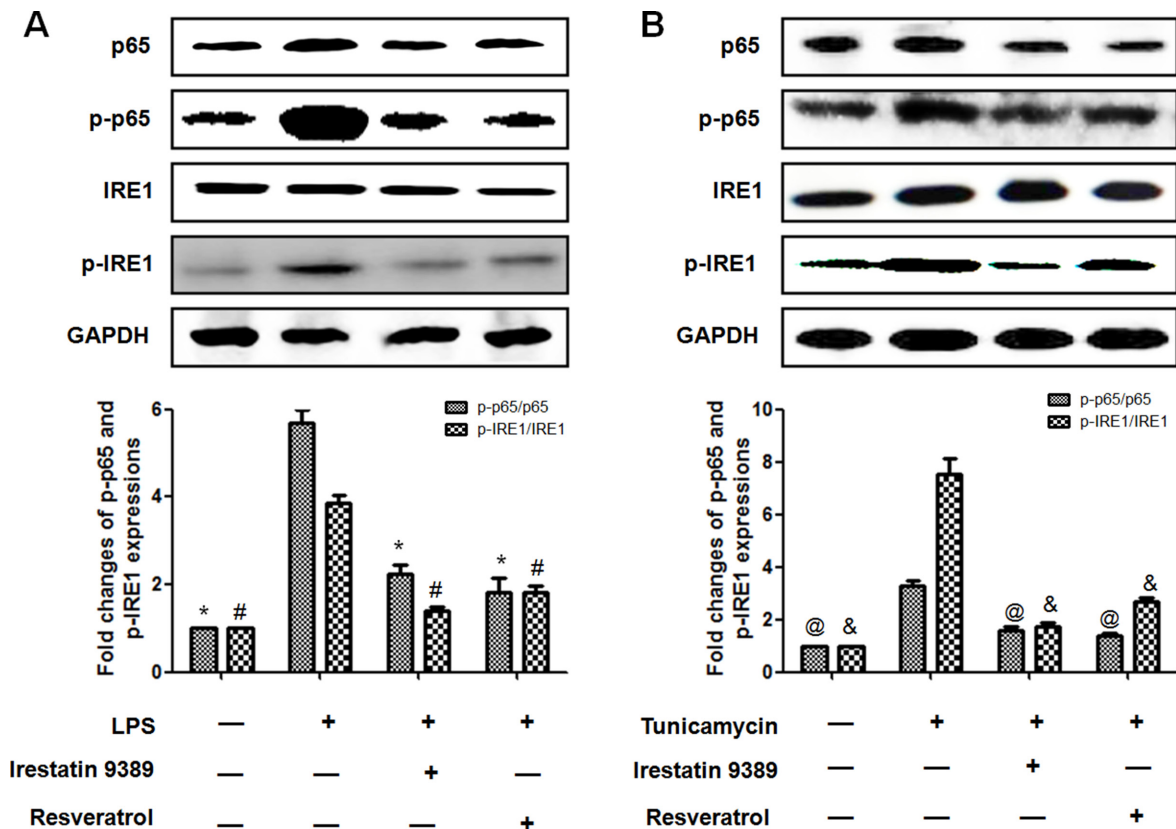 A
p65
p-p65
IRE1
p-IRE1
GAPDH
Fold changes of p-p65 and
p-IRE1 expressions
6
4
2
0
p-p65/p65
p-IRE1/IRE1
* # * # * #
LPS — + + +
Irestatin 9389 — — + —
Resveratrol — — — +
B
p65
p-p65
IRE1
p-IRE1
GAPDH
Fold changes of p-p65 and
p-IRE1 expressions
10
8
6
4
2
0
p-p65/p65
p-IRE1/IRE1
@ & @ & @ &
Tunicamycin — + + +
Irestatin 9389 — — + —
Resveratrol — — — +